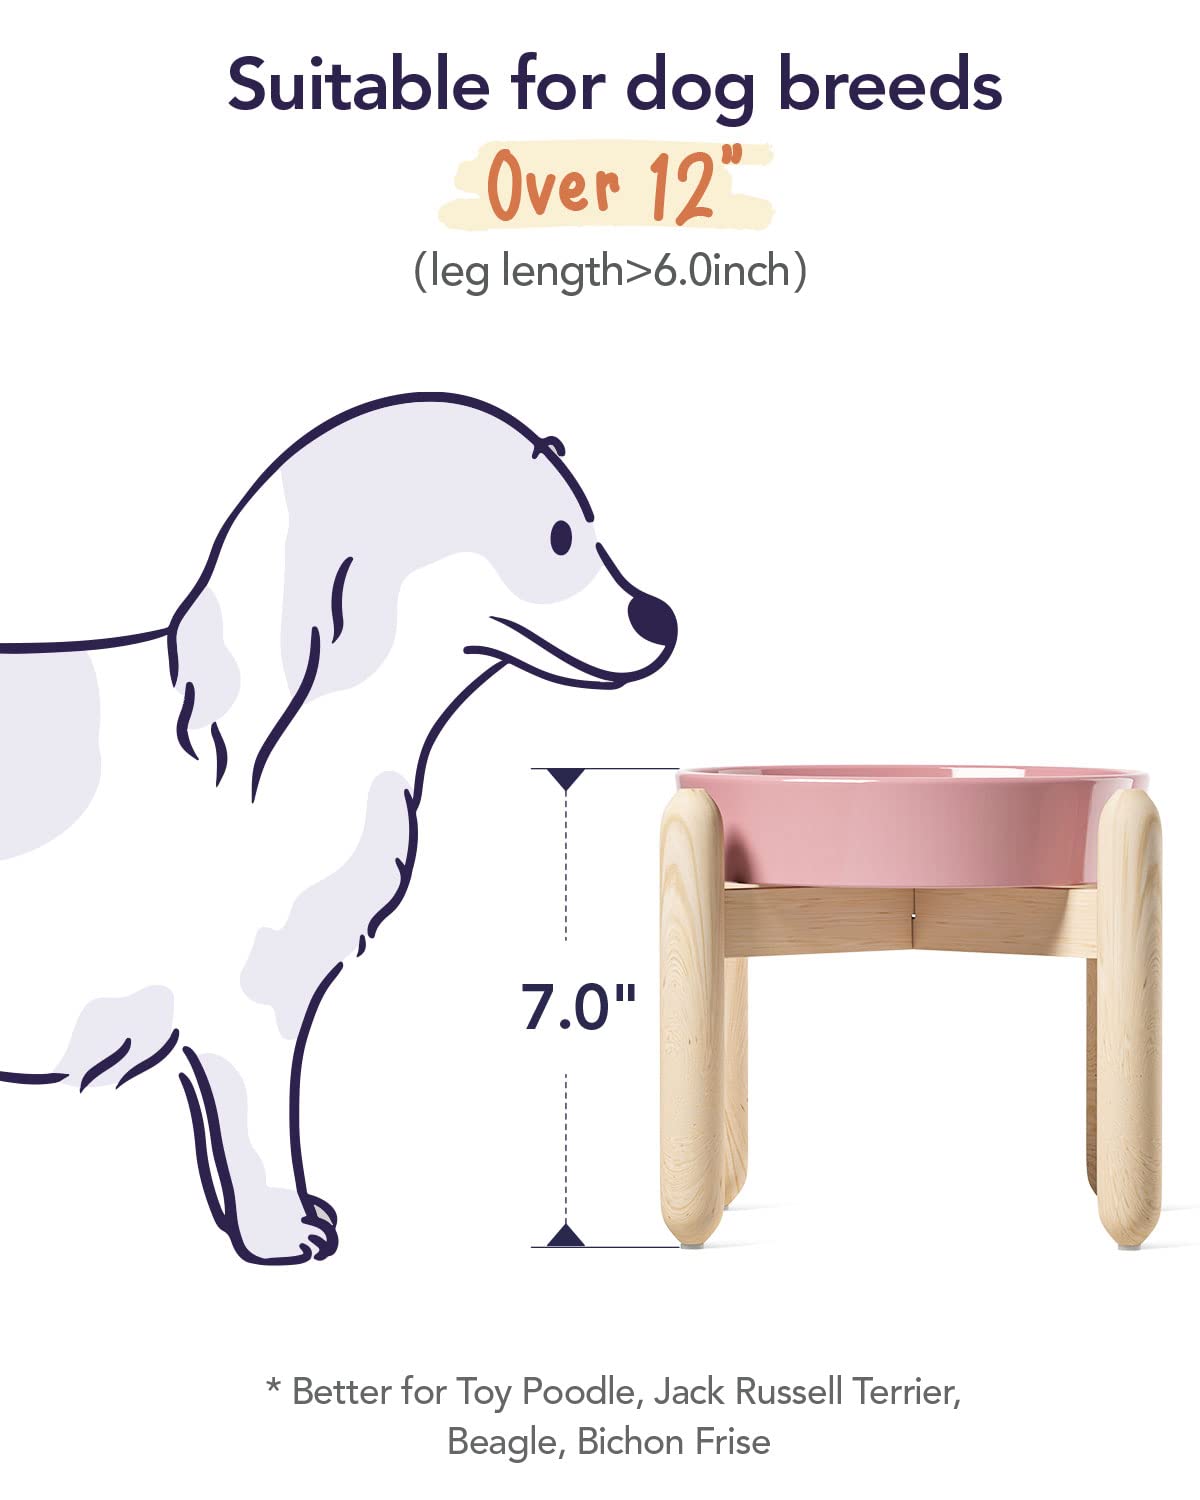 Suitable for dog breeds
Over 12"
(leg length>6.0inch)
7.0"
* Better for Toy Poodle, Jack Russell Terrier,
Beagle, Bichon Frise